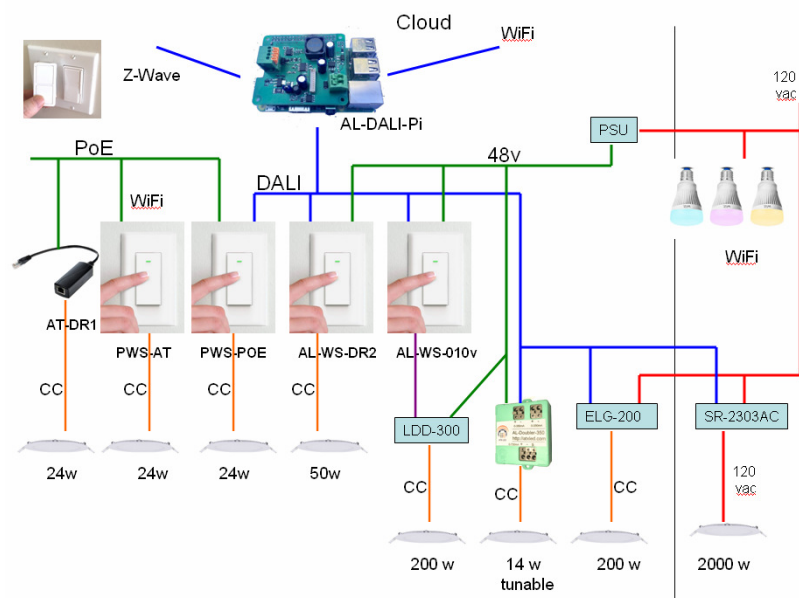 Cloud
WiFi
Z-Wave
120
vac
AL-DALI-Pi
PSU
PoE
48v
DALI
WiFi
WiFi
AT-DR1
PWS-AT
PWS-POE
AL-WS-DR2
AL-WS-010v
CC
CC
CC
CC
LDD-300
ELG-200
SR-2303AC
24w
24w
24w
50w
CC
CC
CC
120
vac
200 w
14 w
tunable
200 w
2000 w